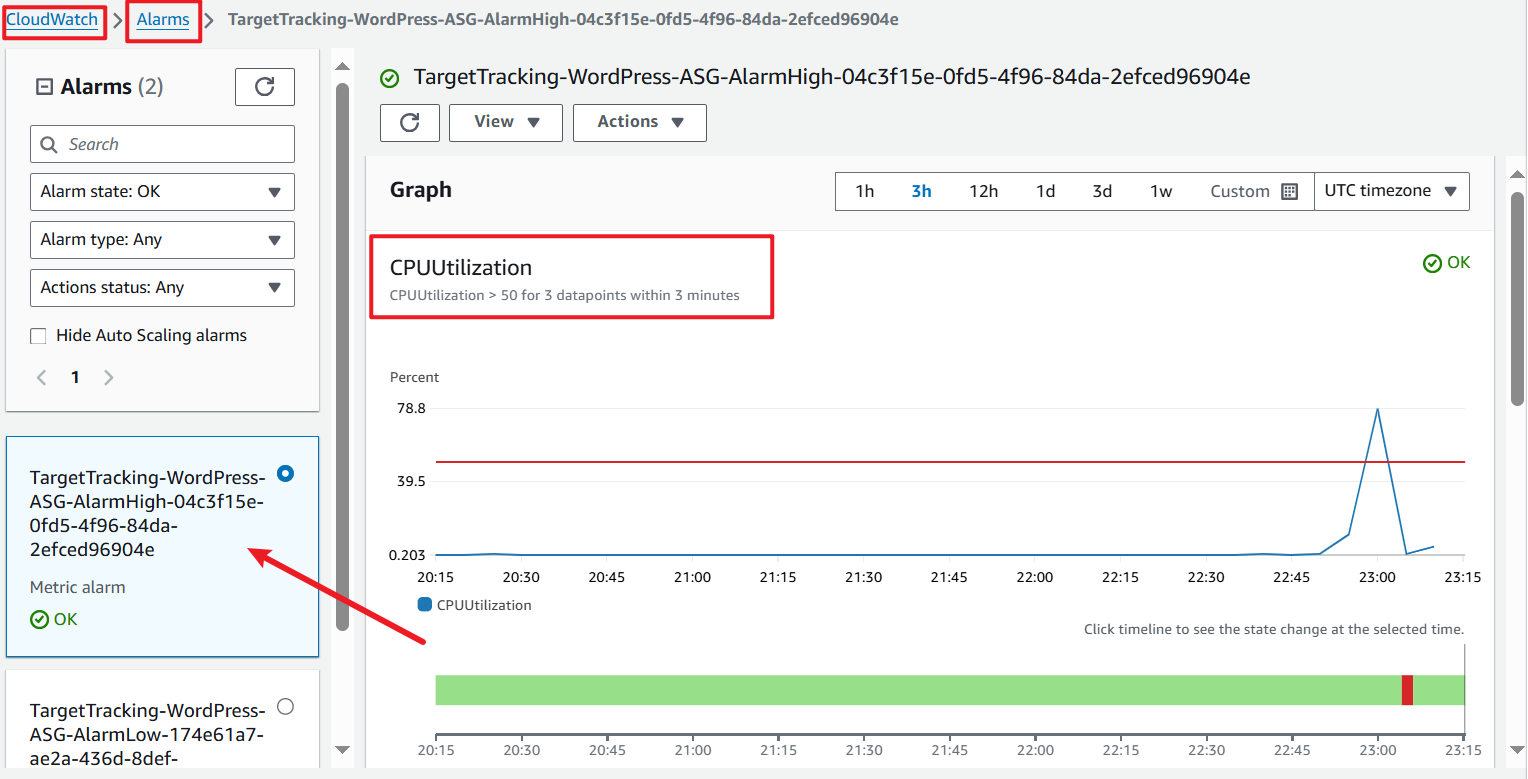 CloudWatch > Alarms > TargetTracking-WordPress-ASG-AlarmHigh-04c3f15e-0fd5-4f96-84da-2efced96904e
Alarms (2)
Search
Alarm state: OK
Alarm type: Any
Actions status: Any
Hide Auto Scaling alarms
1
TargetTracking-WordPress-
ASG-AlarmHigh-04c3f15e-
0fd5-4f96-84da-
2efced96904e
Metric alarm
OK
TargetTracking-WordPress-
ASG-AlarmLow-174e61a7-
ae2a-436d-8def-
TargetTracking-WordPress-ASG-AlarmHigh-04c3f15e-0fd5-4f96-84da-2efced96904e
View Actions
Graph
1h 3h 12h 1d 3d 1w Custom UTC timezone
CPUUtilization
OK
CPUUtilization > 50 for 3 datapoints within 3 minutes
Percent
78.8
39.5
0.203
20:15 20:30 20:45 21:00 21:15 21:30 21:45 22:00 22:15 22:30 22:45 23:00 23:15
CPUUtilization
Click timeline to see the state change at the selected time.
20:15 20:30 20:45 21:00 21:15 21:30 21:45 22:00 22:15 22:30 22:45 23:00 23:15